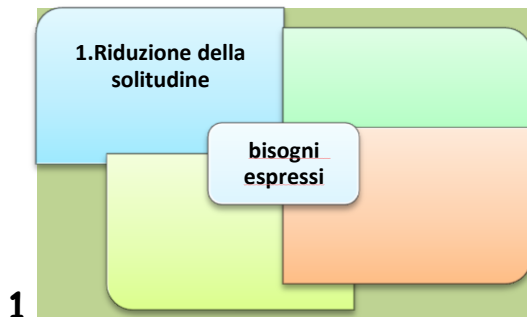 1.Riduzione della
solitudine
bisogni
espressi
1